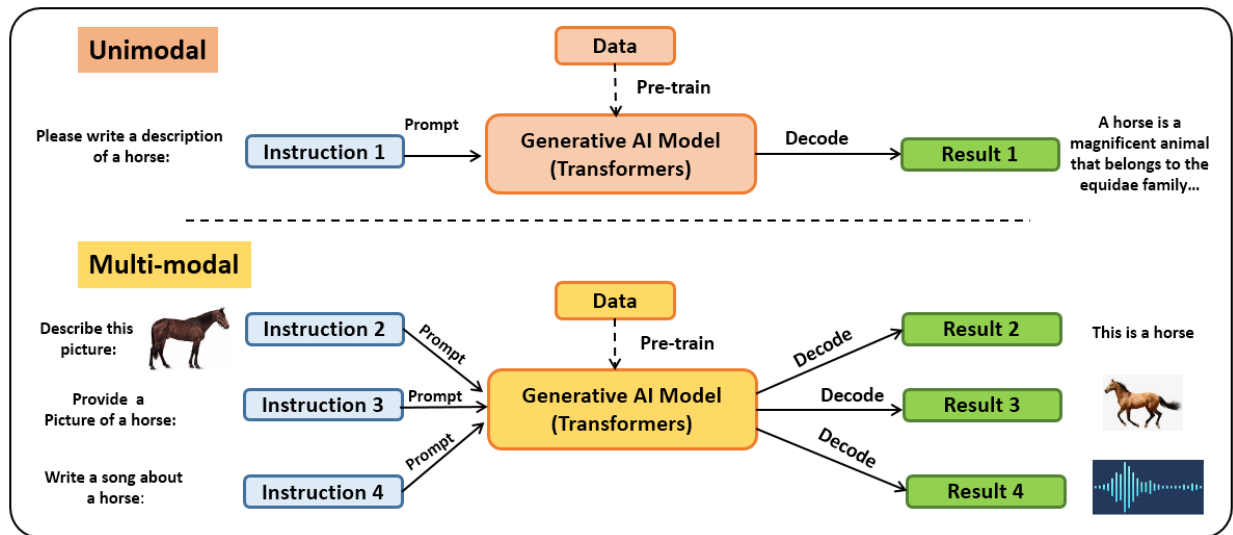 Unimodal
Data
Pre-train
Please write a description
of a horse:
Instruction 1
Prompt
Generative AI Model
(Transformers)
Decode
Result 1
A horse is a
magnificent animal
that belongs to the
equidae family...
Multi-modal
Data
Pre-train
Describe this
picture:
Instruction 2
Prompt
Decode
Result 2
This is a horse
Provide a
Picture of a horse:
Instruction 3
Prompt
Generative AI Model
(Transformers)
Decode
Result 3
Write a song about
a horse:
Instruction 4
Prompt
Decode
Result 4